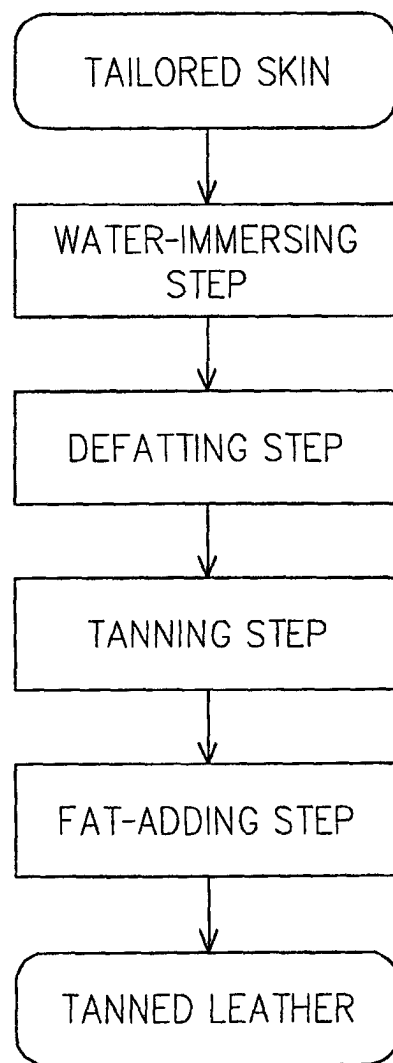 TAILORED SKIN
WATER-IMMERSING
STEP
DEFATTING STEP
TANNING STEP
FAT-ADDING STEP
TANNED LEATHER